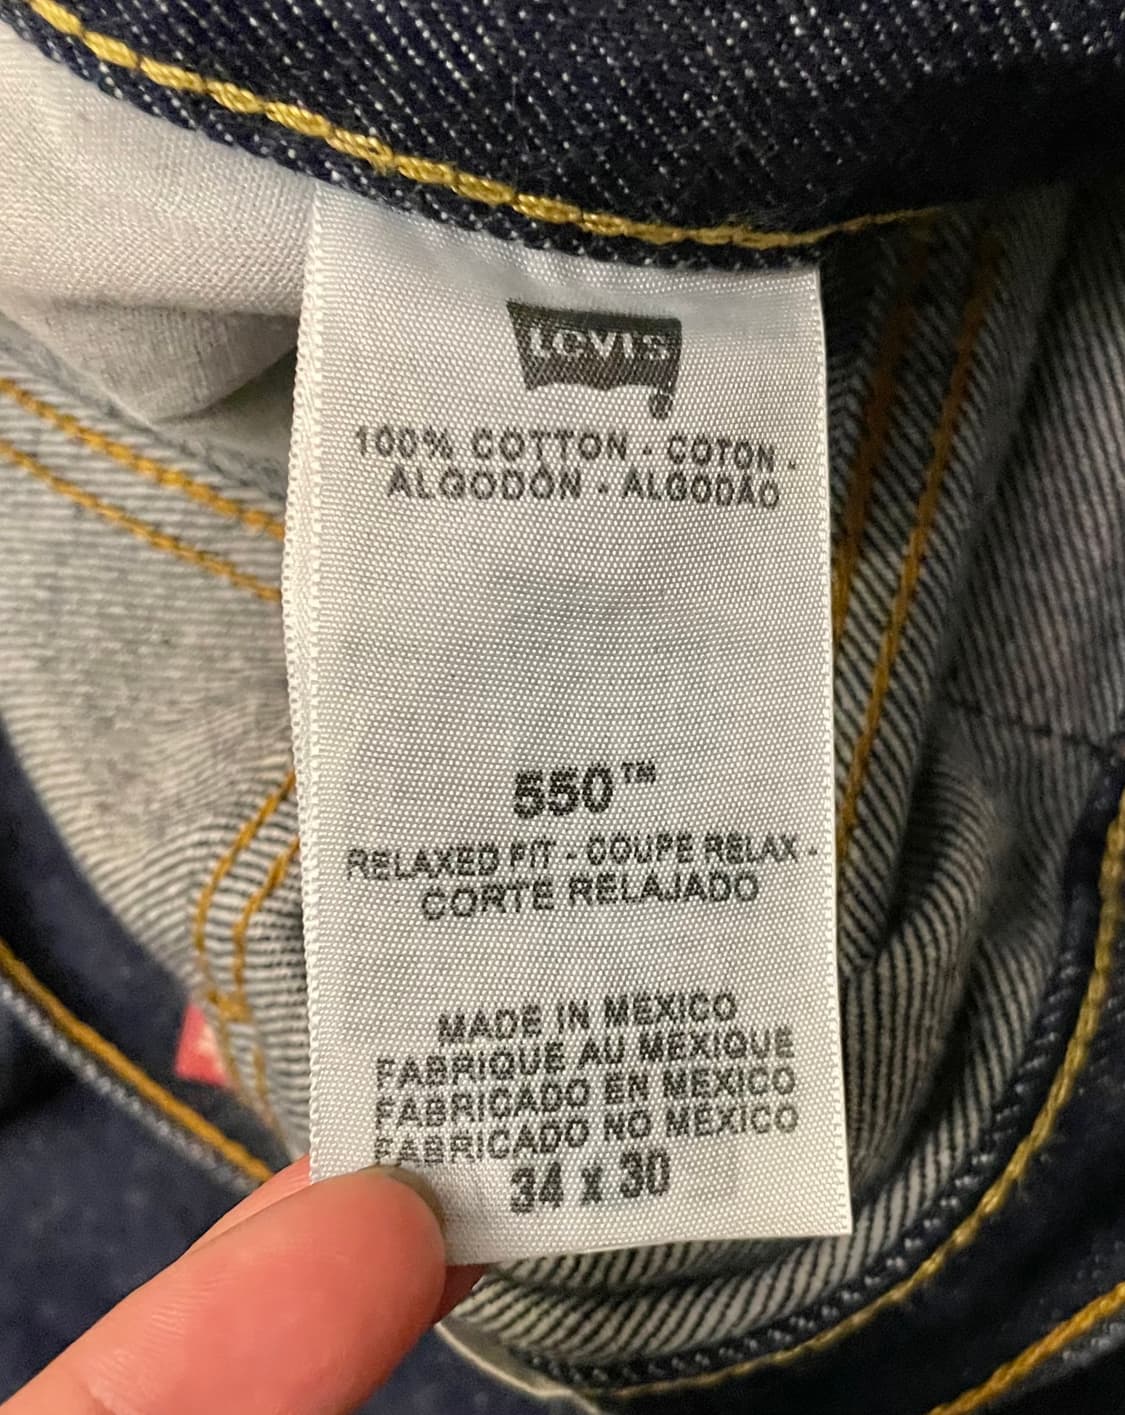 Levi's
100% COTTON - COTON -
ALGODÓN - ALGODÃO
550™
RELAXED FIT - COUPE RELAX -
CORTE RELAJADO
MADE IN MEXICO
FABRIQUE AU MEXIQUE
FABRICADO EN MEXICO
FABRICADO NO MEXICO
34 x 30